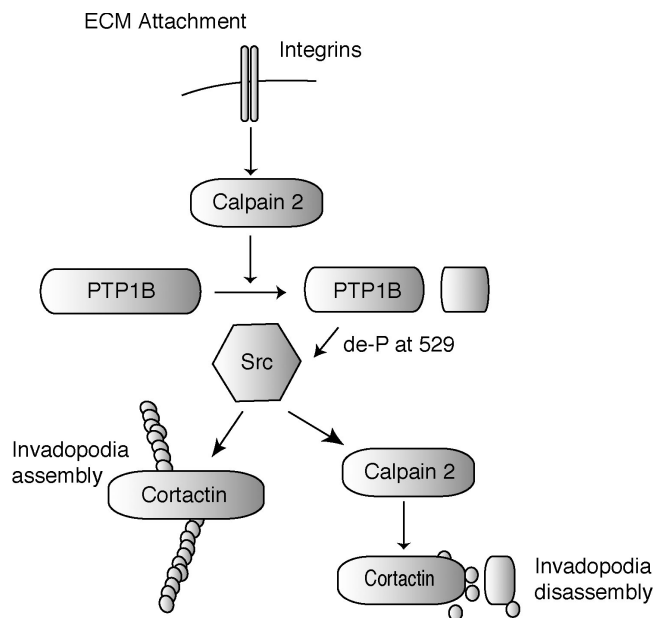 ECM Attachment
Integrins
Calpain 2
PTP1B
PTP1B
de-P at 529
Src
Invadopodia
assembly
Cortactin
Calpain 2
Cortactin
Invadopodia
disassembly